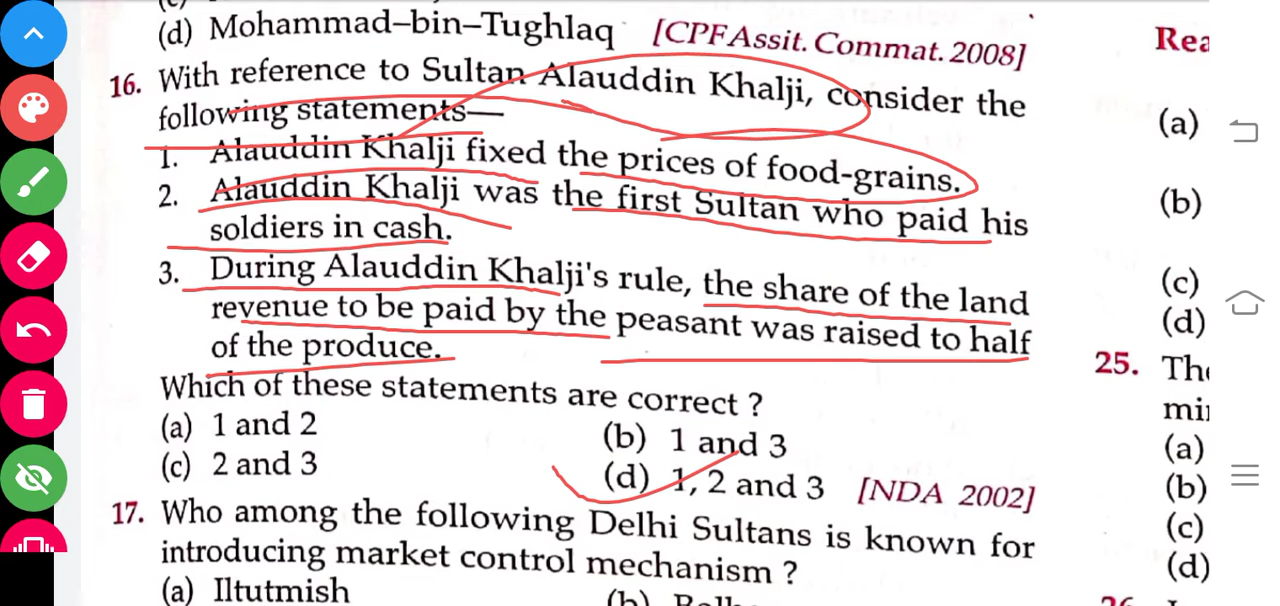 (d) Mohammad–bin–Tughlaq [CPF Assit. Commat. 2008]
16. With reference to Sultan Alauddin Khalji, consider the
following statements—
1. Alauddin Khalji fixed the prices of food-grains.
2. Alauddin Khalji was the first Sultan who paid his
soldiers in cash.
3. During Alauddin Khalji's rule, the share of the land
revenue to be paid by the peasant was raised to half
of the produce.
Which of these statements are correct ?
(a) 1 and 2 (b) 1 and 3
(c) 2 and 3 (d) 1, 2 and 3 [NDA 2002]
17. Who among the following Delhi Sultans is known for
introducing market control mechanism ?
(a) Iltutmish (b)
(a)
(b)
(c)
(d)
25.
(a)
(b)
(c)
(d)